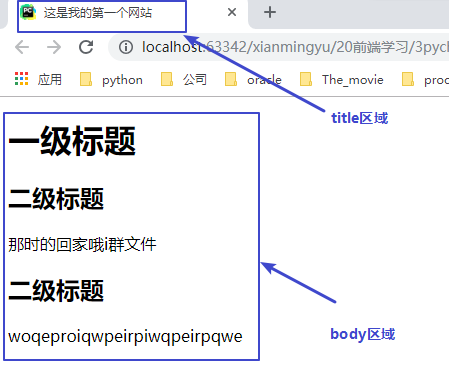 这是我的第一个网站
localhost:63342/xianmingyu/20前端学习/3pych
应用 python 公司 oracle The_movie proc
title区域
一级标题
二级标题
那时的回家哦i群文件
二级标题
woqeproiqwpeirpiwqpeirpqwe
body区域